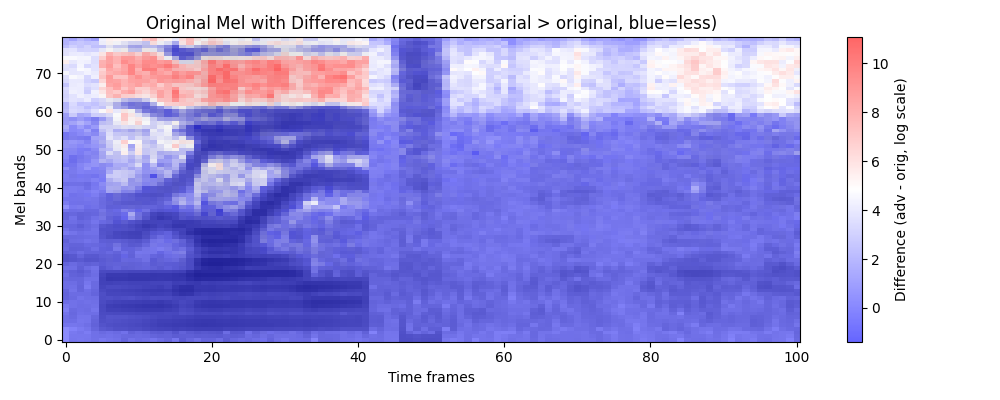 Original Mel with Differences (red=adversarial > original, blue=less)
Mel bands
70
60
50
40
30
20
10
0
0 20 40 60 80 100
Time frames
10
8
6
4
2
0
Difference (adv - orig, log scale)